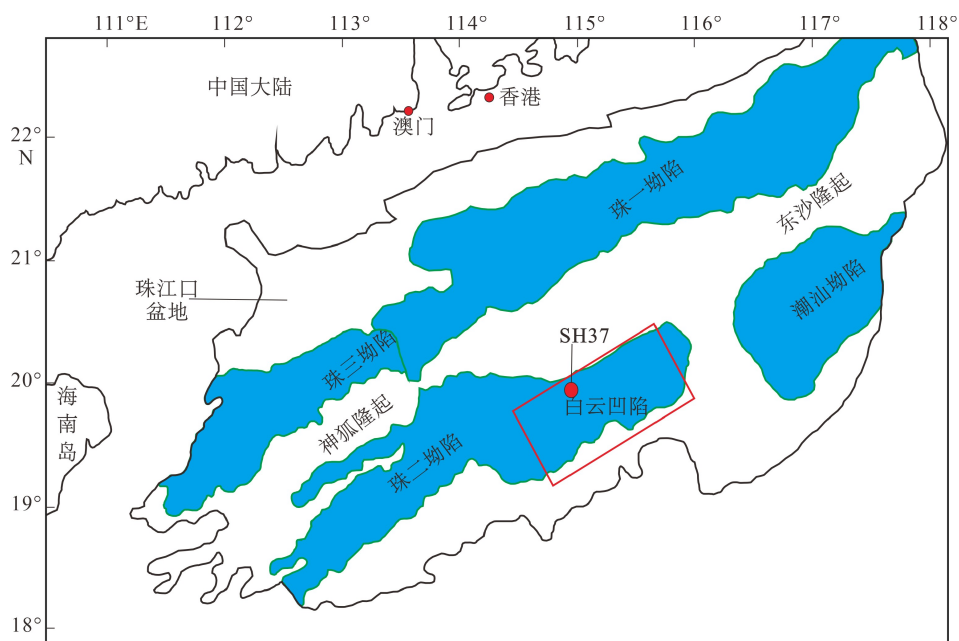 111°E
112°
113°
114°
115°
116°
117°
118°
中国大陆
香港
澳门
22°
N
珠一坳陷
东沙隆起
21°
潮汕坳陷
珠江口
盆地
SH37
珠三坳陷
20°
海
南
岛
白云凹陷
神狐隆起
珠二坳陷
19°
18°